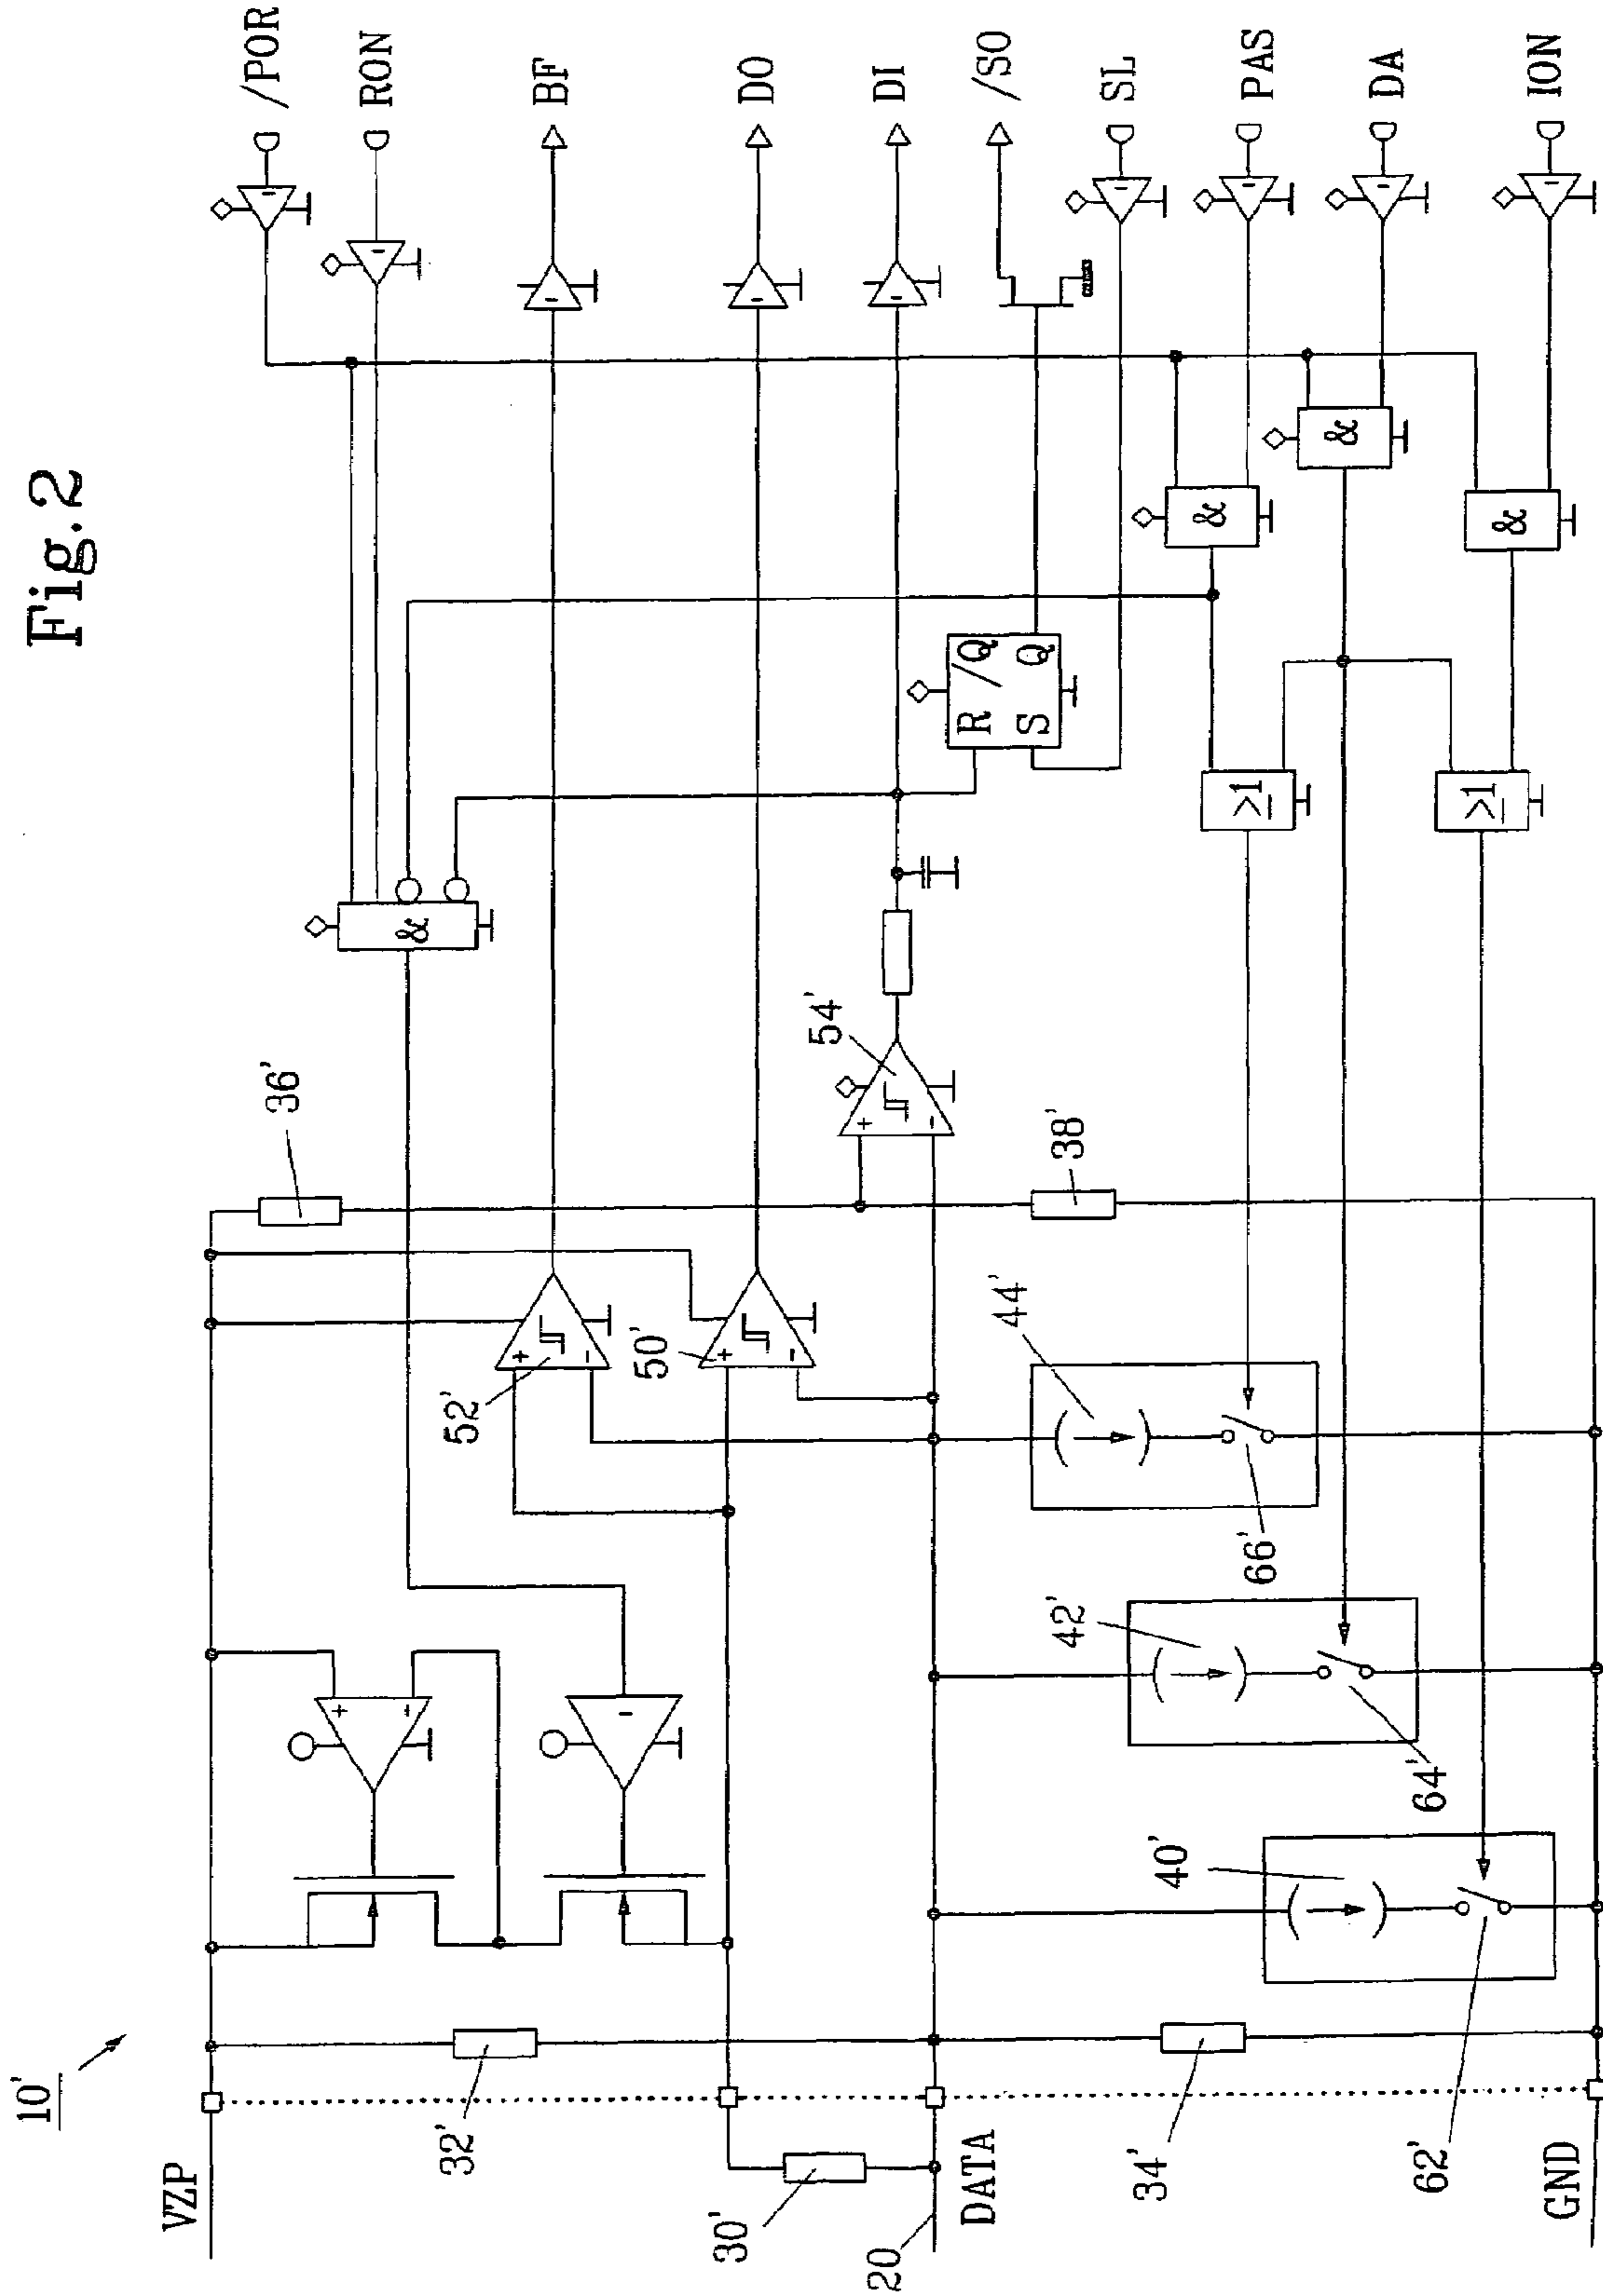 Fig.2
10'
/POR
RON
BF
DO
DI
/SO
SL
PAS
DA
ION
&
&
&
&
R /Q
S Q
≥1
≥1
36'
54'
+
-
38'
52'
+
-
50'
+
-
44'
66'
42'
64'
40'
62'
+
-
-
32'
30'
34'
VZP
20
DATA
GND